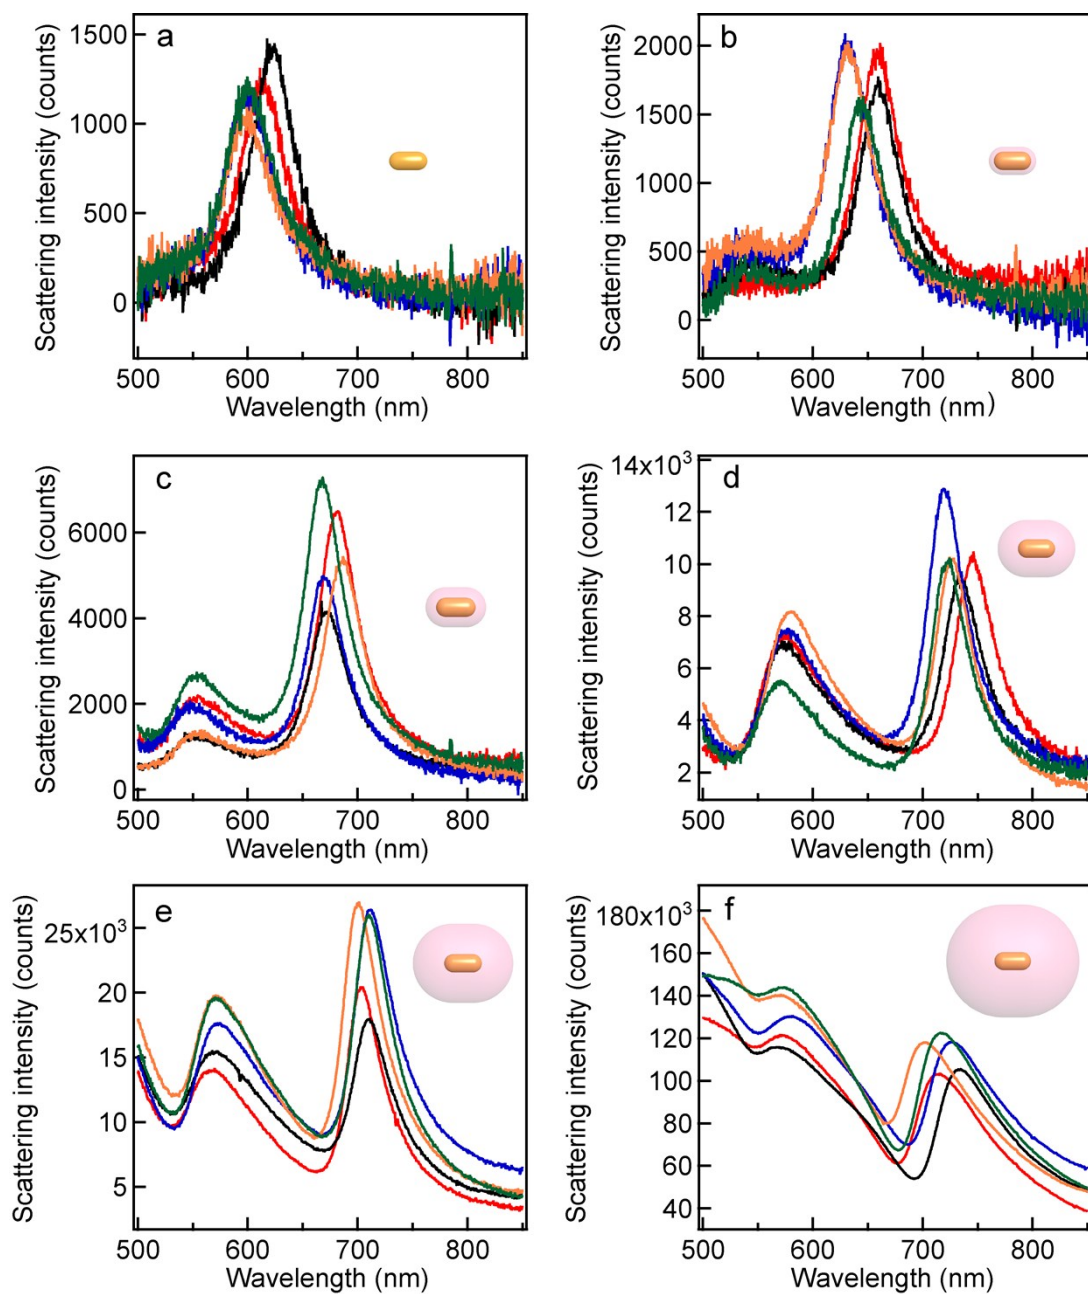 a
Scattering intensity (counts)
1500
1000
500
0
500 600 700 800
Wavelength (nm)
b
Scattering intensity (counts)
2000
1500
1000
500
0
500 600 700 800
Wavelength (nm)
c
Scattering intensity (counts)
6000
4000
2000
0
500 600 700 800
Wavelength (nm)
d
Scattering intensity (counts)
14x10³
12
10
8
6
4
2
500 600 700 800
Wavelength (nm)
e
Scattering intensity (counts)
25x10³
20
15
10
5
500 600 700 800
Wavelength (nm)
f
Scattering intensity (counts)
180x10³
160
140
120
100
80
60
40
500 600 700 800
Wavelength (nm)